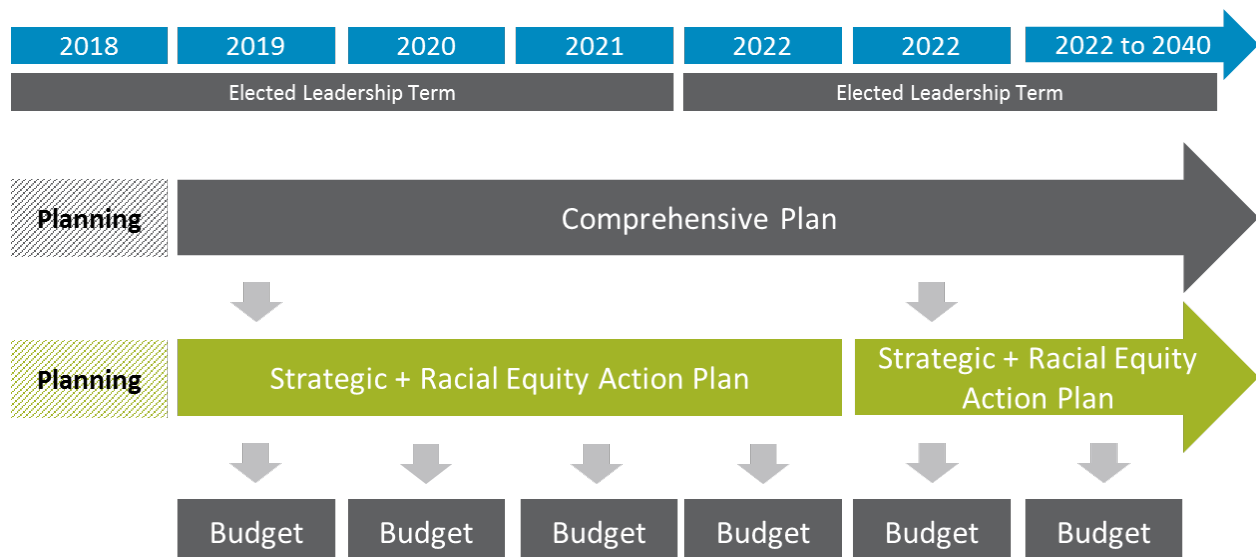 2018 2019 2020 2021 2022 2022 2022 to 2040
Elected Leadership Term Elected Leadership Term
Planning Comprehensive Plan
Planning Strategic + Racial Equity Action Plan
Strategic + Racial Equity
Action Plan
Budget Budget Budget Budget Budget Budget